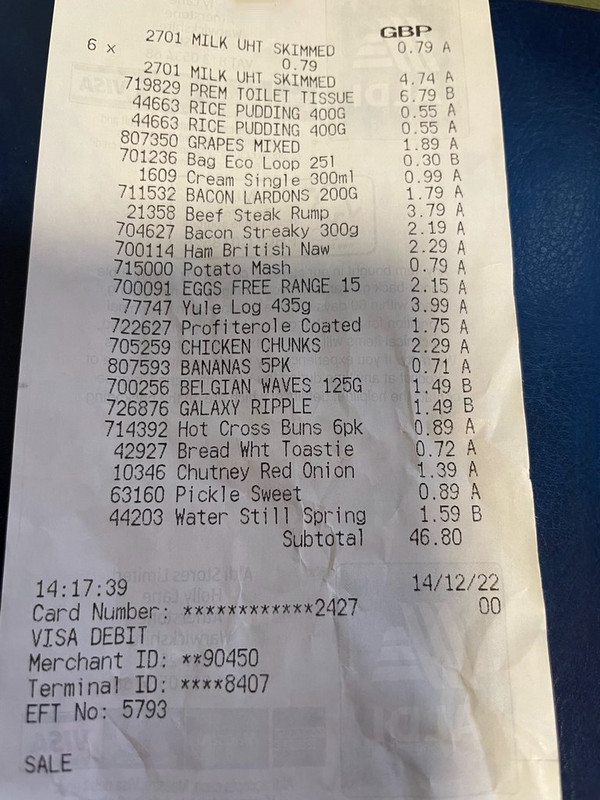 GBP
2701 MILK UHT SKIMMED 0.79 A
6 x 0.79
2701 MILK UHT SKIMMED 4.74 A
719829 PREM TOILET TISSUE 6.79 B
44663 RICE PUDDING 400G 0.55 A
44663 RICE PUDDING 400G 0.55 A
807350 GRAPES MIXED 1.89 A
701236 Bag Eco Loop 25l 0.30 B
1609 Cream Single 300ml 0.99 A
711532 BACON LARDONS 200G 1.79 A
21358 Beef Steak Rump 3.79 A
704627 Bacon Streaky 300g 2.19 A
700114 Ham British Naw 2.29 A
715000 Potato Mash 0.79 A
700091 EGGS FREE RANGE 15 2.15 A
77747 Yule Log 435g 3.99 A
722627 Profiterole Coated 1.75 A
705259 CHICKEN CHUNKS 2.29 A
807593 BANANAS 5PK 0.71 A
700256 BELGIAN WAVES 125G 1.49 B
726876 GALAXY RIPPLE 1.49 B
714392 Hot Cross Buns 6pk 0.89 A
42927 Bread Wht Toastie 0.72 A
10346 Chutney Red Onion 1.39 A
63160 Pickle Sweet 0.89 A
44203 Water Still Spring 1.59 B
Subtotal 46.80
14:17:39 14/12/22
Card Number: ************2427 00
VISA DEBIT
Merchant ID: **90450
Terminal ID: ****8407
EFT No: 5793
SALE